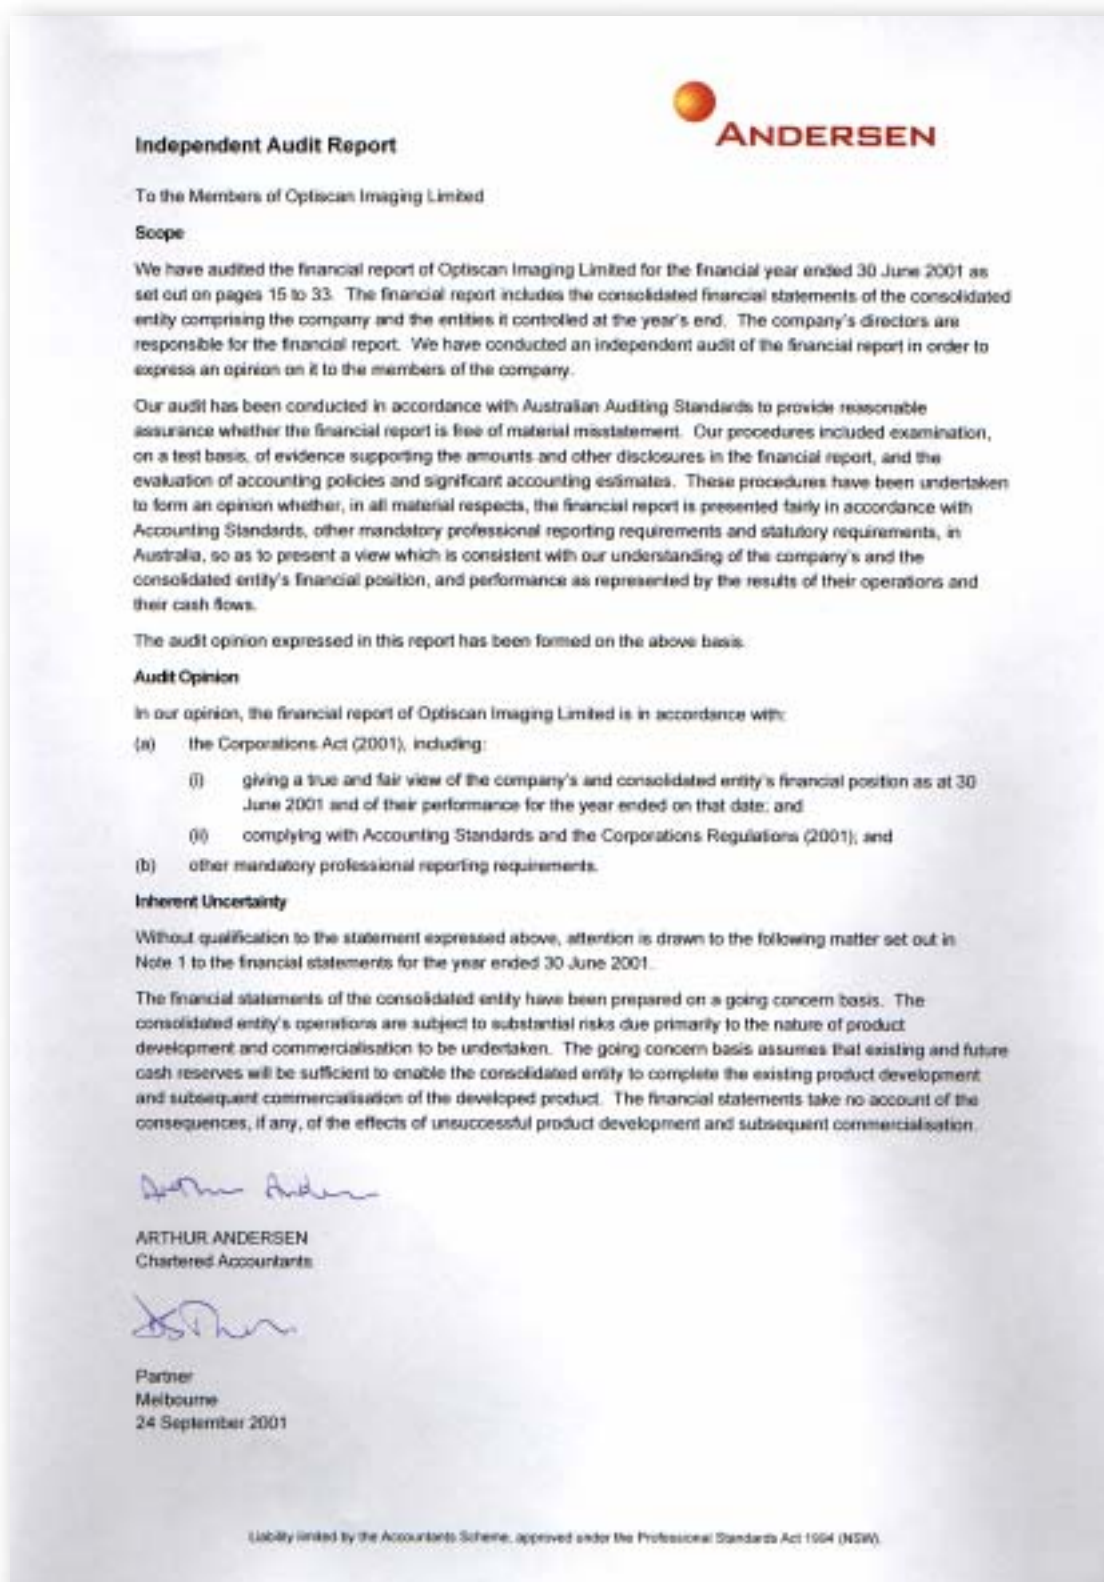 ANDERSEN
Independent Audit Report
To the Members of Optiscan Imaging Limited
Scope
We have audited the financial report of Optiscan Imaging Limited for the financial year ended 30 June 2001 as
set out on pages 15 to 33. The financial report includes the consolidated financial statements of the consolidated
entity comprising the company and the entities it controlled at the year's end. The company's directors are
responsible for the financial report. We have conducted an independent audit of the financial report in order to
express an opinion on it to the members of the company.
Our audit has been conducted in accordance with Australian Auditing Standards to provide reasonable
assurance whether the financial report is free of material misstatement. Our procedures included examination,
on a test basis, of evidence supporting the amounts and other disclosures in the financial report, and the
evaluation of accounting policies and significant accounting estimates. These procedures have been undertaken
to form an opinion whether, in all material respects, the financial report is presented fairly in accordance with
Accounting Standards, other mandatory professional reporting requirements and statutory requirements, in
Australia, so as to present a view which is consistent with our understanding of the company's and the
consolidated entity's financial position, and performance as represented by the results of their operations and
their cash flows.
The audit opinion expressed in this report has been formed on the above basis.
Audit Opinion
In our opinion, the financial report of Optiscan Imaging Limited is in accordance with:
(a) the Corporations Act (2001), including:
(i) giving a true and fair view of the company's and consolidated entity's financial position as at 30
June 2001 and of their performance for the year ended on that date; and
(ii) complying with Accounting Standards and the Corporations Regulations (2001); and
(b) other mandatory professional reporting requirements.
Inherent Uncertainty
Without qualification to the statement expressed above, attention is drawn to the following matter set out in
Note 1 to the financial statements for the year ended 30 June 2001.
The financial statements of the consolidated entity have been prepared on a going concern basis. The
consolidated entity's operations are subject to substantial risks due primarily to the nature of product
development and commercialisation to be undertaken. The going concern basis assumes that existing and future
cash reserves will be sufficient to enable the consolidated entity to complete the existing product development
and subsequent commercialisation of the developed product. The financial statements take no account of the
consequences, if any, of the effects of unsuccessful product development and subsequent commercialisation.
Arthur Andersen
ARTHUR ANDERSEN
Chartered Accountants
Partner
Melbourne
24 September 2001
Liability limited by the Accountants Scheme, approved under the Professional Standards Act 1994 (NSW).